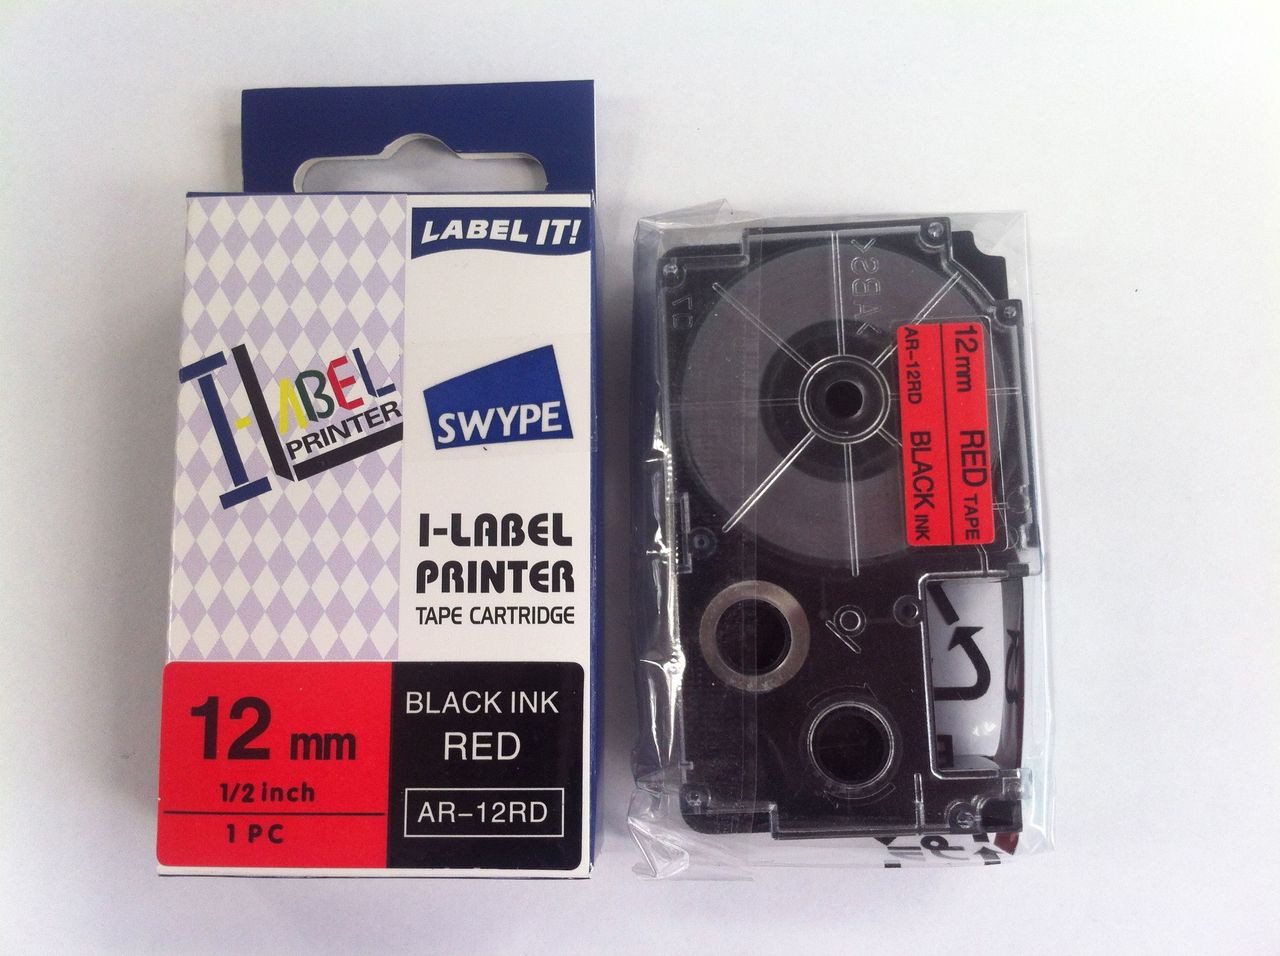 LABEL IT!
I-LABEL
PRINTER
SWYPE
I-LABEL
PRINTER
TAPE CARTRIDGE
12 mm
1/2 inch
1 PC
BLACK INK
RED
AR-12RD
12mm RED TAPE
AR-12RD BLACK INK
>ABS<